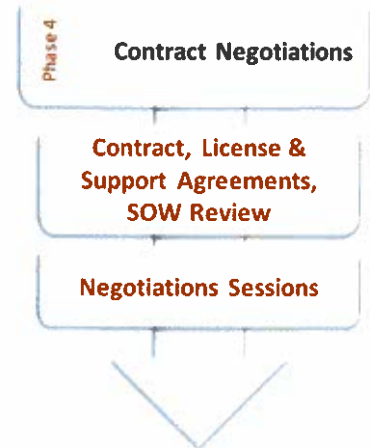 Phase 4
Contract Negotiations
Contract, License &
Support Agreements,
SOW Review
Negotiations Sessions